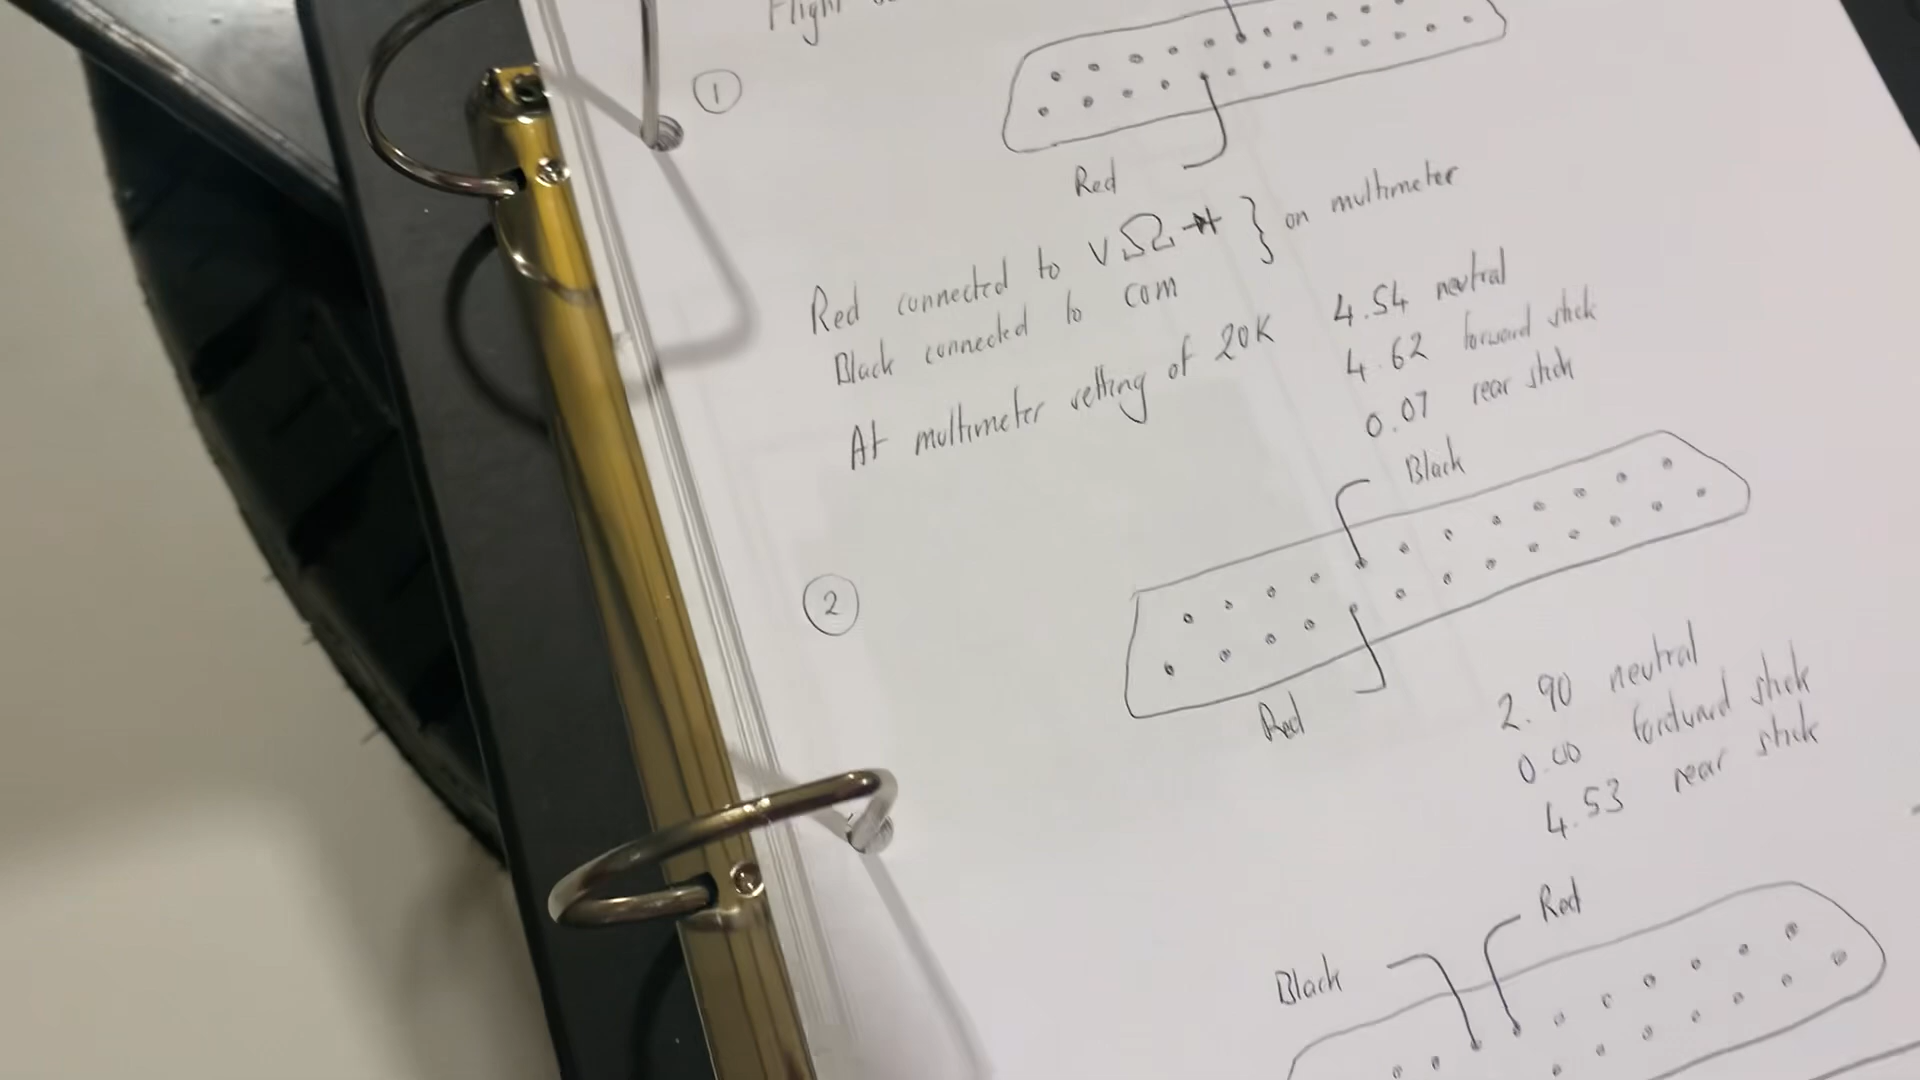 Flight
1
Red
Red connected to VΩ } on multimeter
Black connected to com
At multimeter setting of 20K
4.54 neutral
4.62 forward stick
0.07 rear stick
Black
2
Red
2.90 neutral
0.00 forward stick
4.53 rear stick
Red
Black